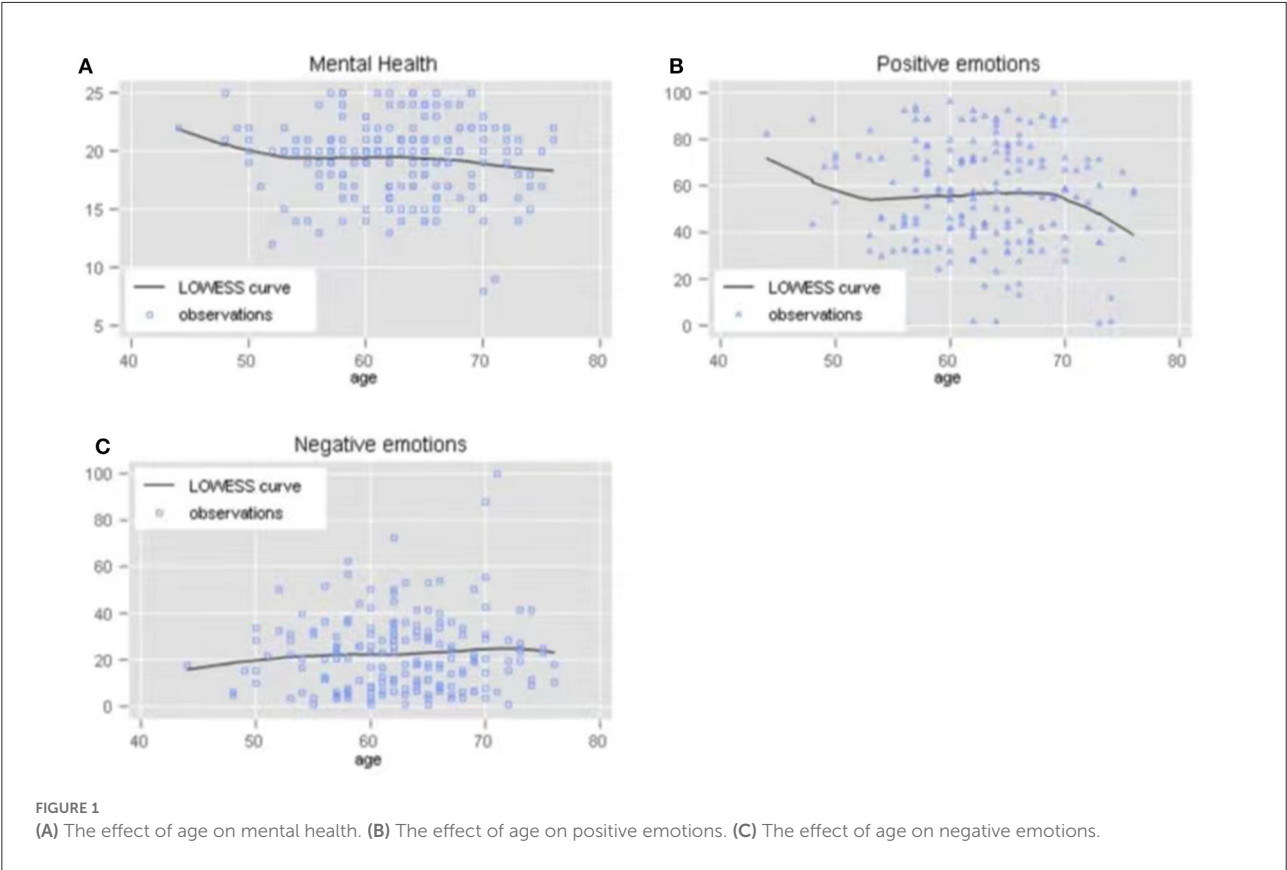 A
Mental Health
25
20
15
10
5
LOWESS curve
observations
40 50 60 70 80
age
B
Positive emotions
100
80
60
40
20
0
LOWESS curve
observations
40 50 60 70 80
age
C
Negative emotions
100
80
60
40
20
0
LOWESS curve
observations
40 50 60 70 80
age
FIGURE 1
(A) The effect of age on mental health. (B) The effect of age on positive emotions. (C) The effect of age on negative emotions.